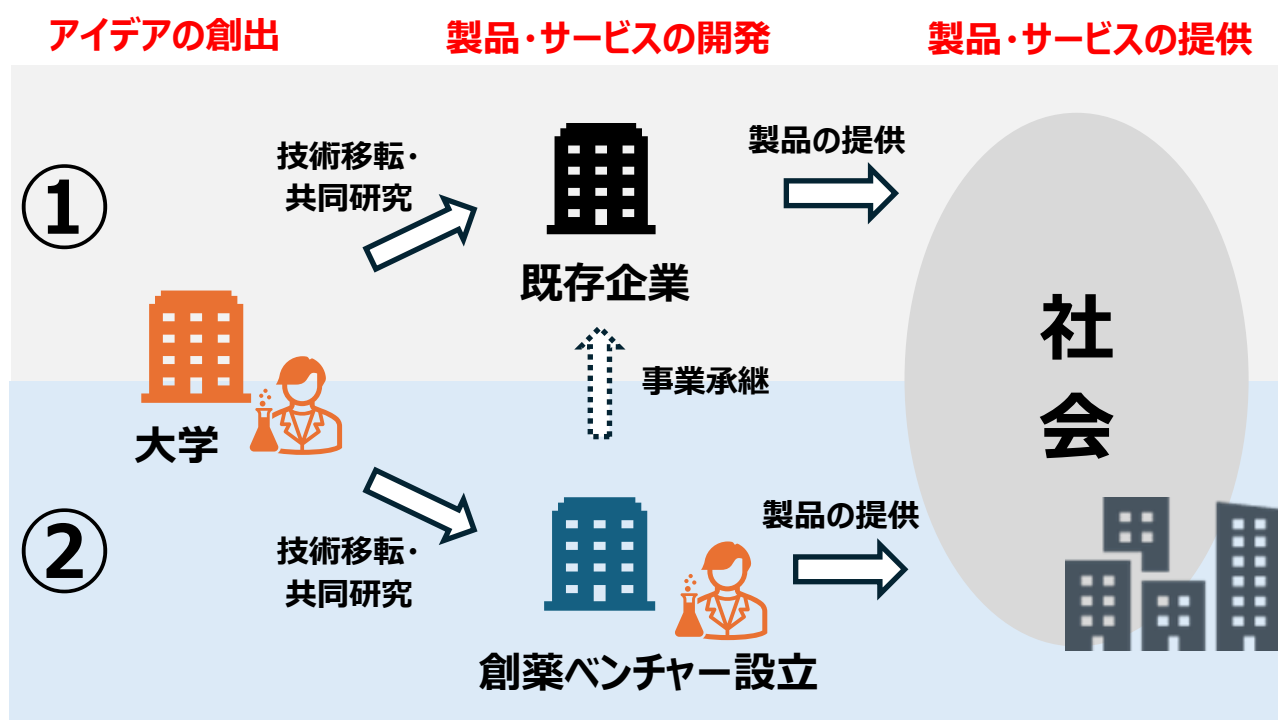 アイデアの創出
製品・サービスの開発
製品・サービスの提供
①
技術移転・
共同研究
既存企業
製品の提供
大学
事業承継
社
会
②
技術移転・
共同研究
創薬ベンチャー設立
製品の提供